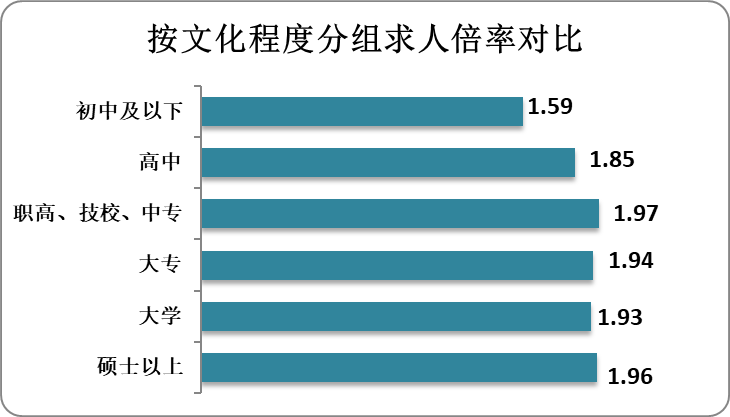 按文化程度分组求人倍率对比
初中及以下 1.59
高中 1.85
职高、技校、中专 1.97
大专 1.94
大学 1.93
硕士以上 1.96